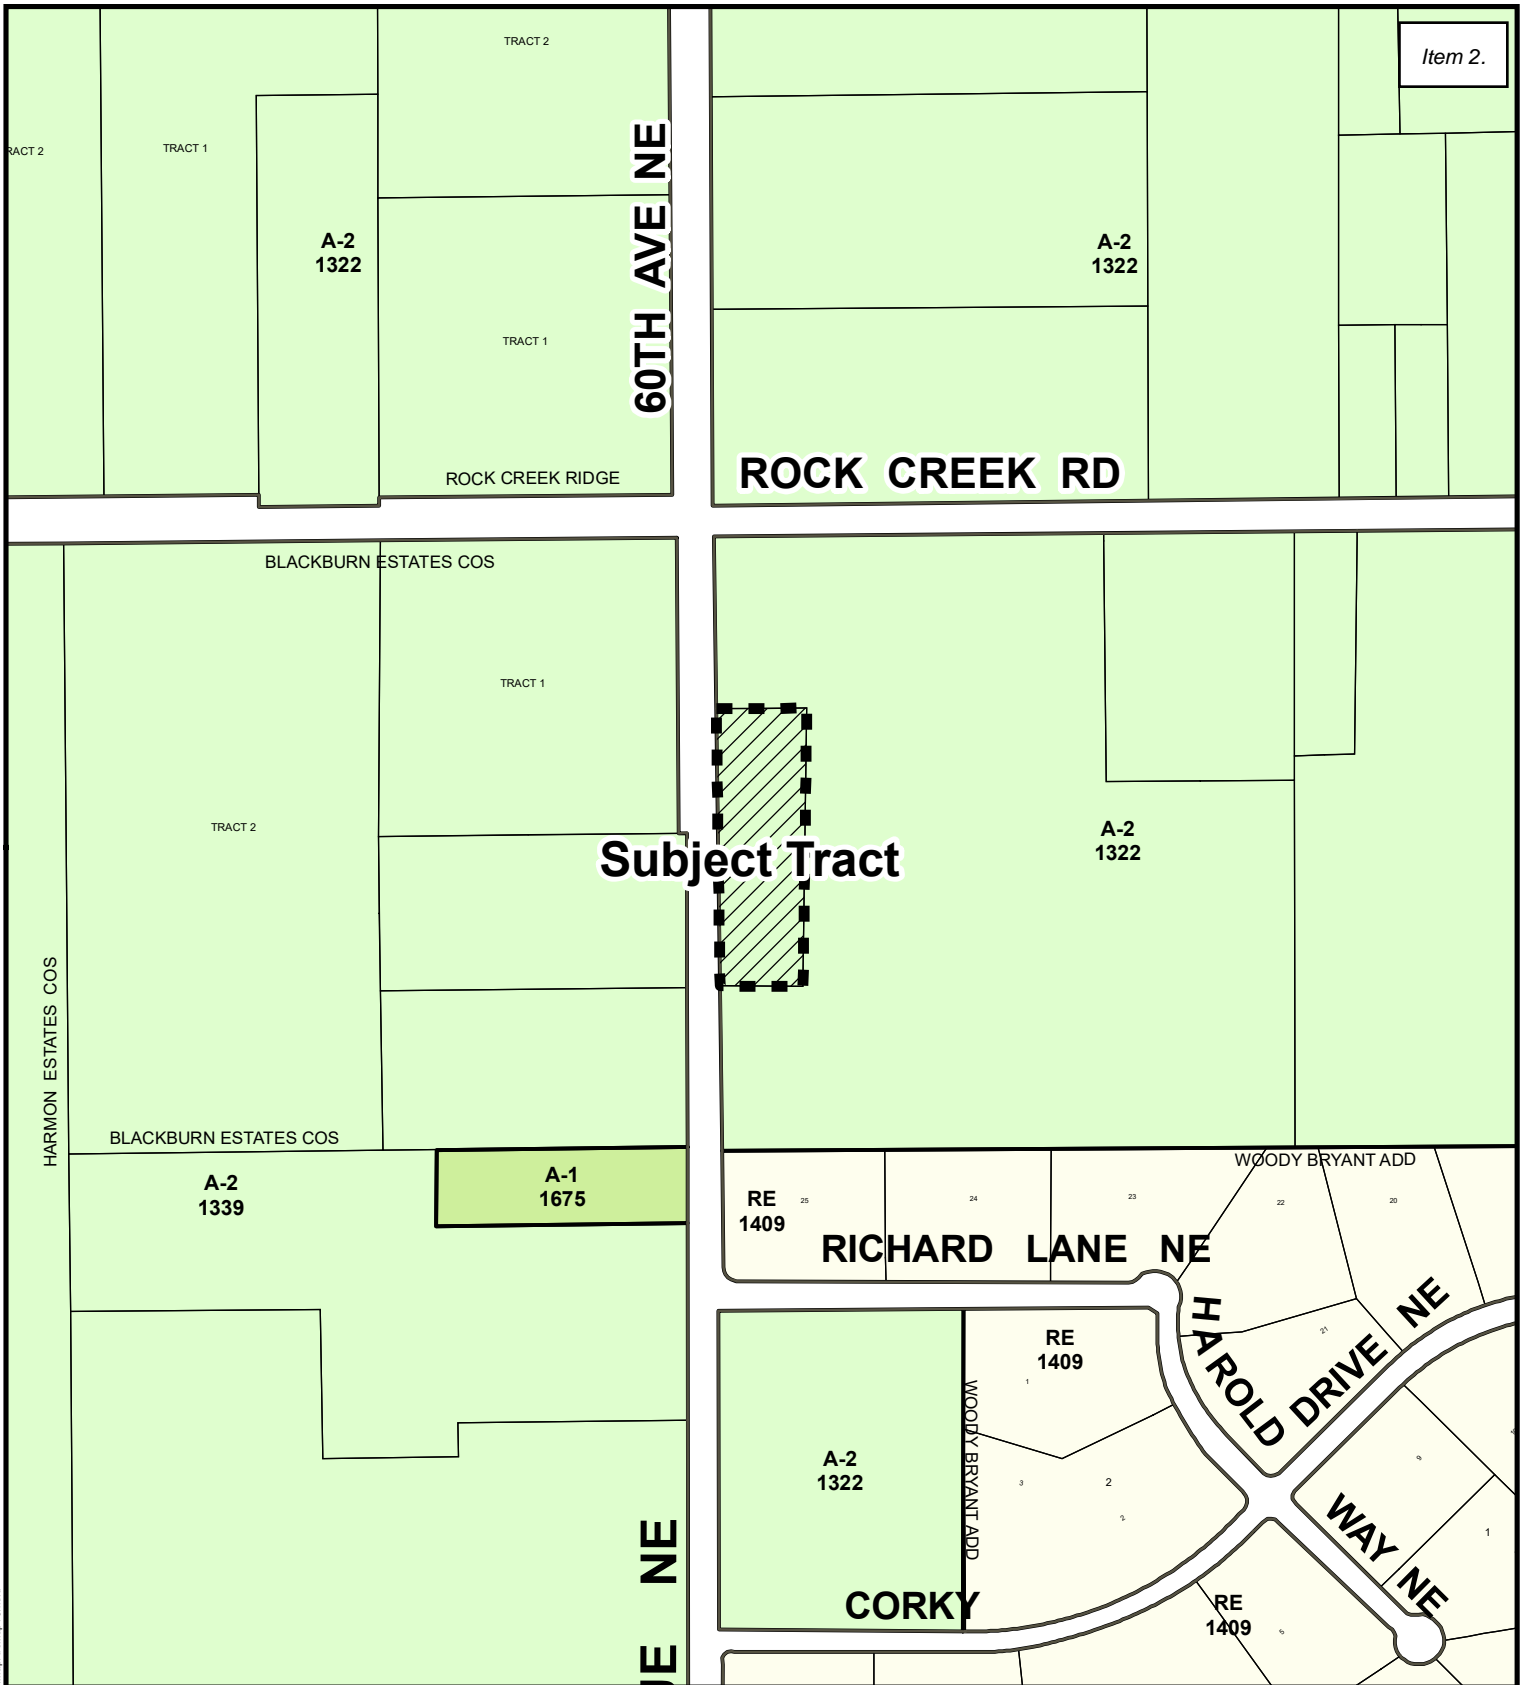 Item 2.
TRACT 2
RACT 2
TRACT 1
60TH AVE NE
A-2
1322
A-2
1322
TRACT 1
ROCK CREEK RIDGE
ROCK CREEK RD
BLACKBURN ESTATES COS
TRACT 1
TRACT 2
Subject Tract
A-2
1322
HARMON ESTATES COS
BLACKBURN ESTATES COS
A-2
1339
A-1
1675
WOODY BRYANT ADD
RE
1409
25
24
23
22
20
RICHARD LANE NE
HAROLD DRIVE NE
21
RE
1409
1
WOODY BRYANT ADD
A-2
1322
3
2
2
9
1
WAY NE
NE
UE
CORKY
RE
1409
5